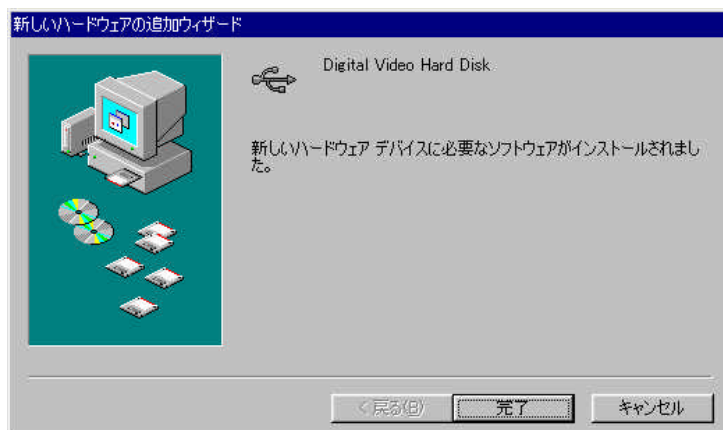 新しいハードウェアの追加ウィザード
Digital Video Hard Disk
新しいハードウェア デバイスに必要なソフトウェアがインストールされまし
た。
< 戻る(B)
完了
キャンセル